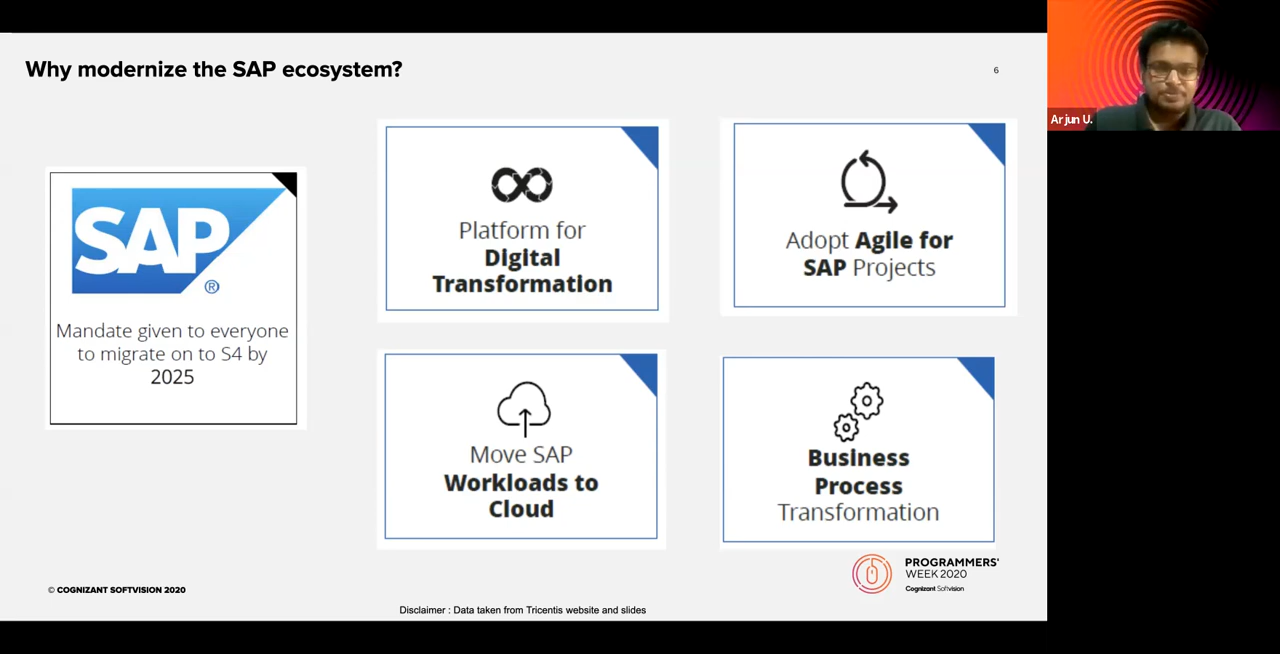 Why modernize the SAP ecosystem?
6
SAP
®
Mandate given to everyone
to migrate on to S4 by
2025
Platform for
Digital
Transformation
Adopt Agile for
SAP Projects
Move SAP
Workloads to
Cloud
Business
Process
Transformation
PROGRAMMERS'
WEEK 2020
Cognizant Softvision
© COGNIZANT SOFTVISION 2020
Disclaimer : Data taken from Tricentis website and slides
Arjun U.